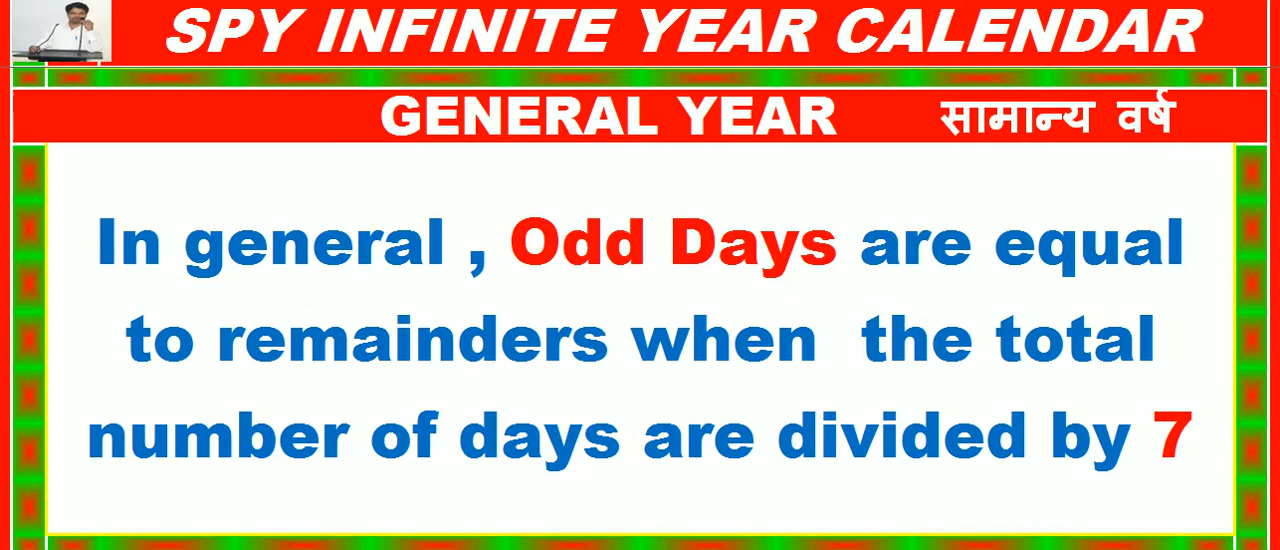 SPY INFINITE YEAR CALENDAR
GENERAL YEAR सामान्य वर्ष
In general , Odd Days are equal
to remainders when the total
number of days are divided by 7